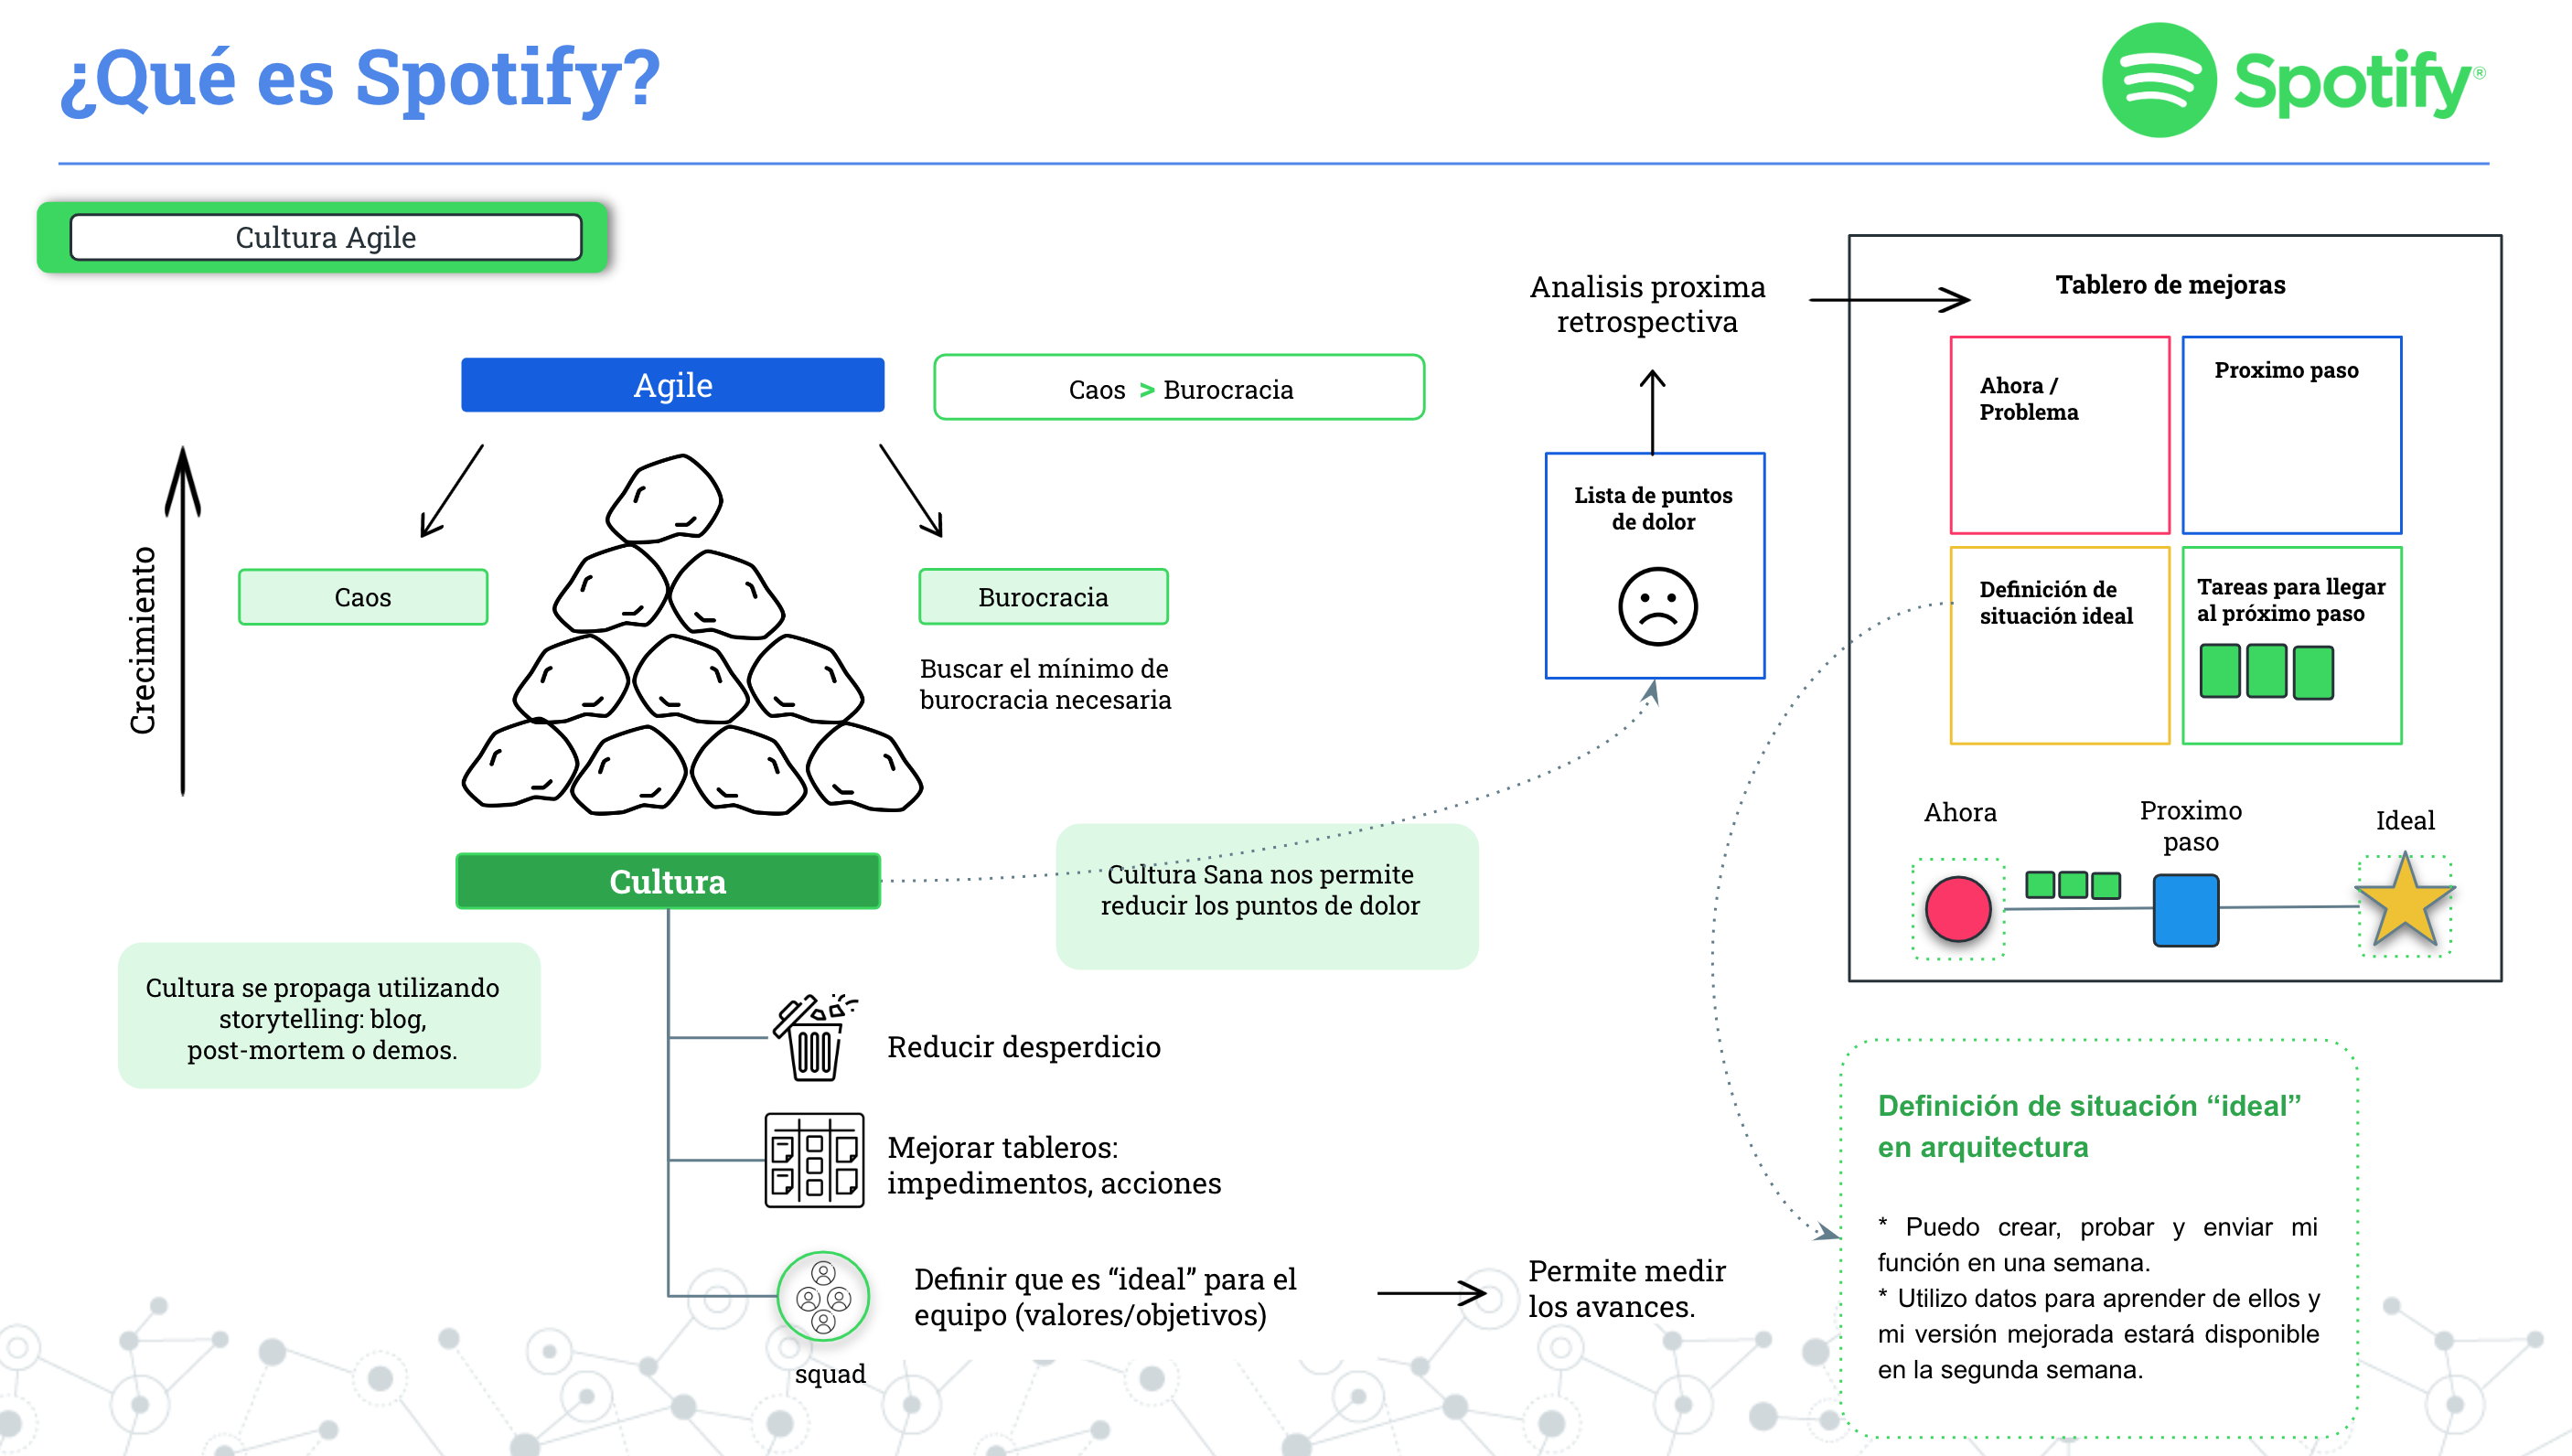 ¿Qué es Spotify?
Spotify®
Cultura Agile
Agile
Caos > Burocracia
Crecimiento
Caos
Burocracia
Buscar el mínimo de
burocracia necesaria
Cultura
Cultura se propaga utilizando
storytelling: blog,
post-mortem o demos.
Cultura Sana nos permite
reducir los puntos de dolor
Reducir desperdicio
Mejorar tableros:
impedimentos, acciones
Definir que es “ideal” para el
equipo (valores/objetivos)
squad
Permite medir
los avances.
Analisis proxima
retrospectiva
Lista de puntos
de dolor
Tablero de mejoras
Ahora /
Problema
Proximo paso
Definición de
situación ideal
Tareas para llegar
al próximo paso
Ahora
Proximo
paso
Ideal
Definición de situación “ideal”
en arquitectura
* Puedo crear, probar y enviar mi
función en una semana.
* Utilizo datos para aprender de ellos y
mi versión mejorada estará disponible
en la segunda semana.